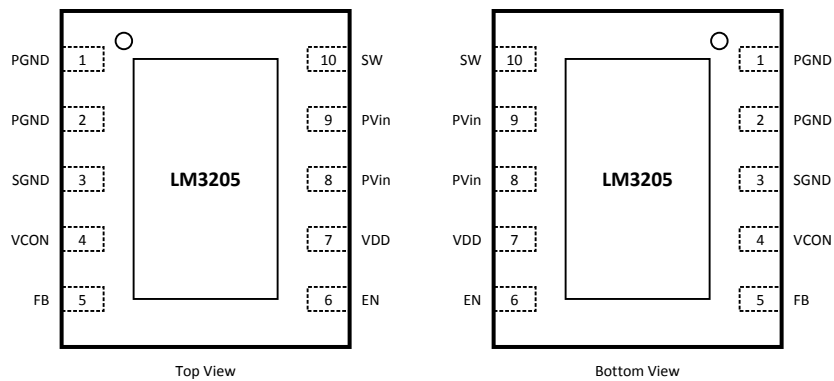 PGND 1 10 SW
PGND 2 9 PVin
SGND 3 LM3205 8 PVin
VCON 4 7 VDD
FB 5 6 EN
Top View
SW 10 1 PGND
PVin 9 2 PGND
PVin 8 LM3205 3 SGND
VDD 7 4 VCON
EN 6 5 FB
Bottom View